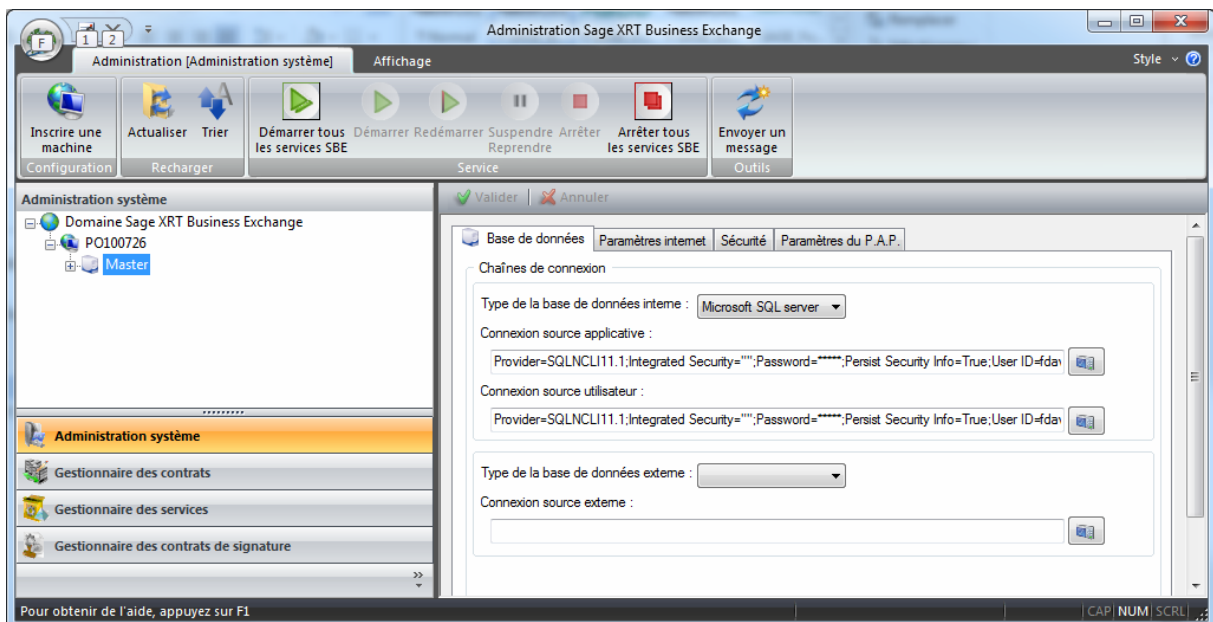 Administration Sage XRT Business Exchange
F
1 2
Administration [Administration système] Affichage Style
Inscrire une machine
Actualiser Trier
Démarrer tous les services SBE
Démarrer Redémarrer Suspendre Reprendre Arrêter
Arrêter tous les services SBE
Envoyer un message
Configuration Recharger Service Outils
Administration système
Domaine Sage XRT Business Exchange
PO100726
Master
Administration système
Gestionnaire des contrats
Gestionnaire des services
Gestionnaire des contrats de signature
Valider Annuler
Base de données Paramètres internet Sécurité Paramètres du P.A.P.
Chaînes de connexion
Type de la base de données interne : Microsoft SQL server
Connexion source applicative :
Provider=SQLNCLI11.1;Integrated Security="";Password=*****;Persist Security Info=True;User ID=fda
Connexion source utilisateur :
Provider=SQLNCLI11.1;Integrated Security="";Password=*****;Persist Security Info=True;User ID=fda
Type de la base de données externe :
Connexion source externe :
Pour obtenir de l'aide, appuyez sur F1
CAP NUM SCRL